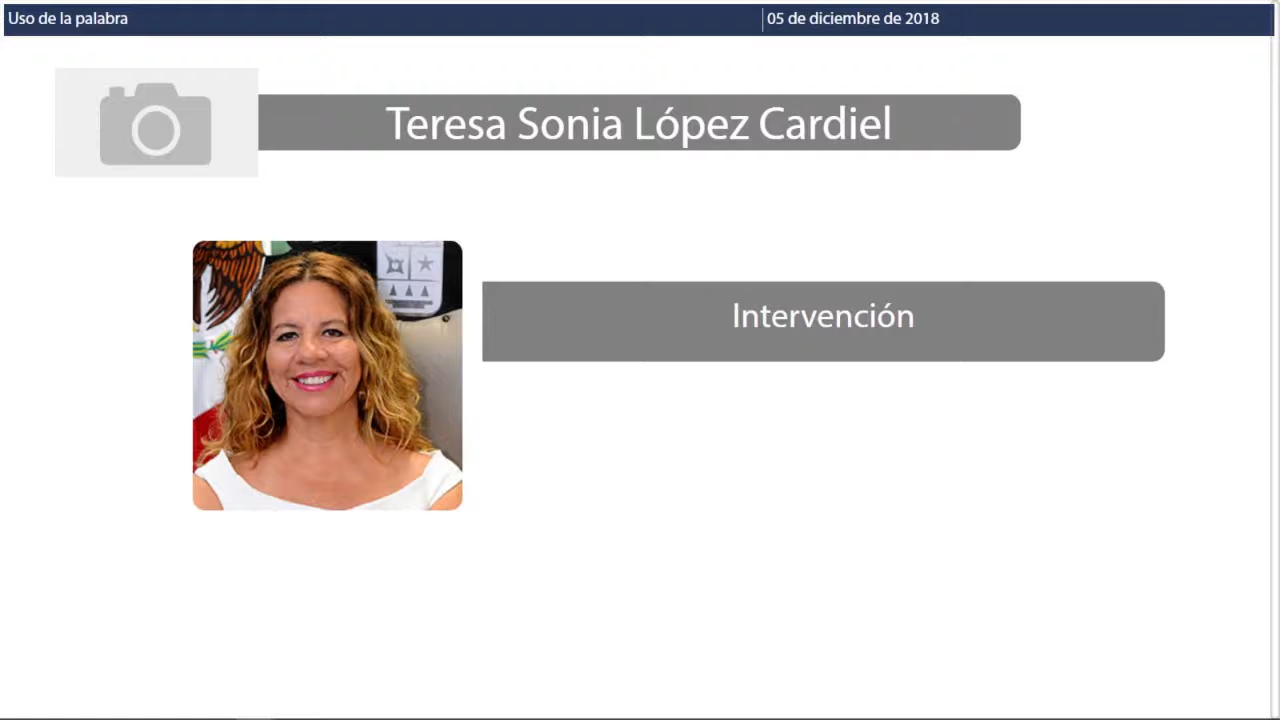 Uso de la palabra
05 de diciembre de 2018
Teresa Sonia López Cardiel
Intervención